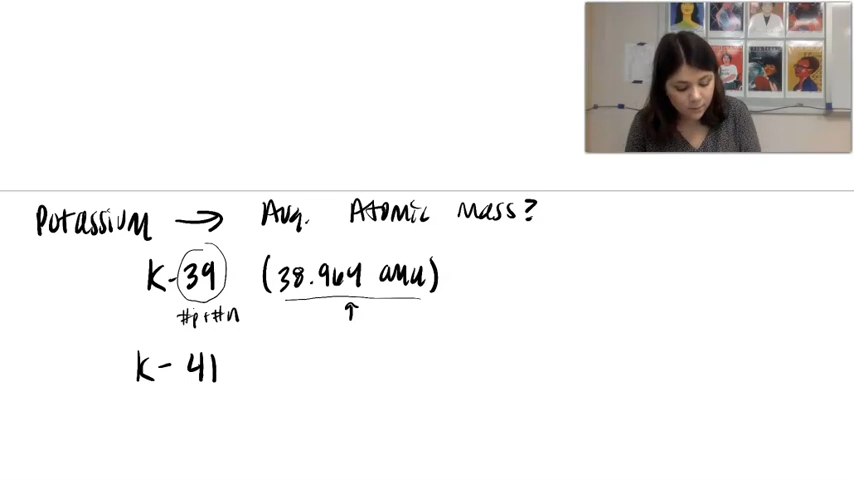 Potassium → Avg. Atomic mass?
K-39 (38.964 amu)
#p+#n ↑
K- 41